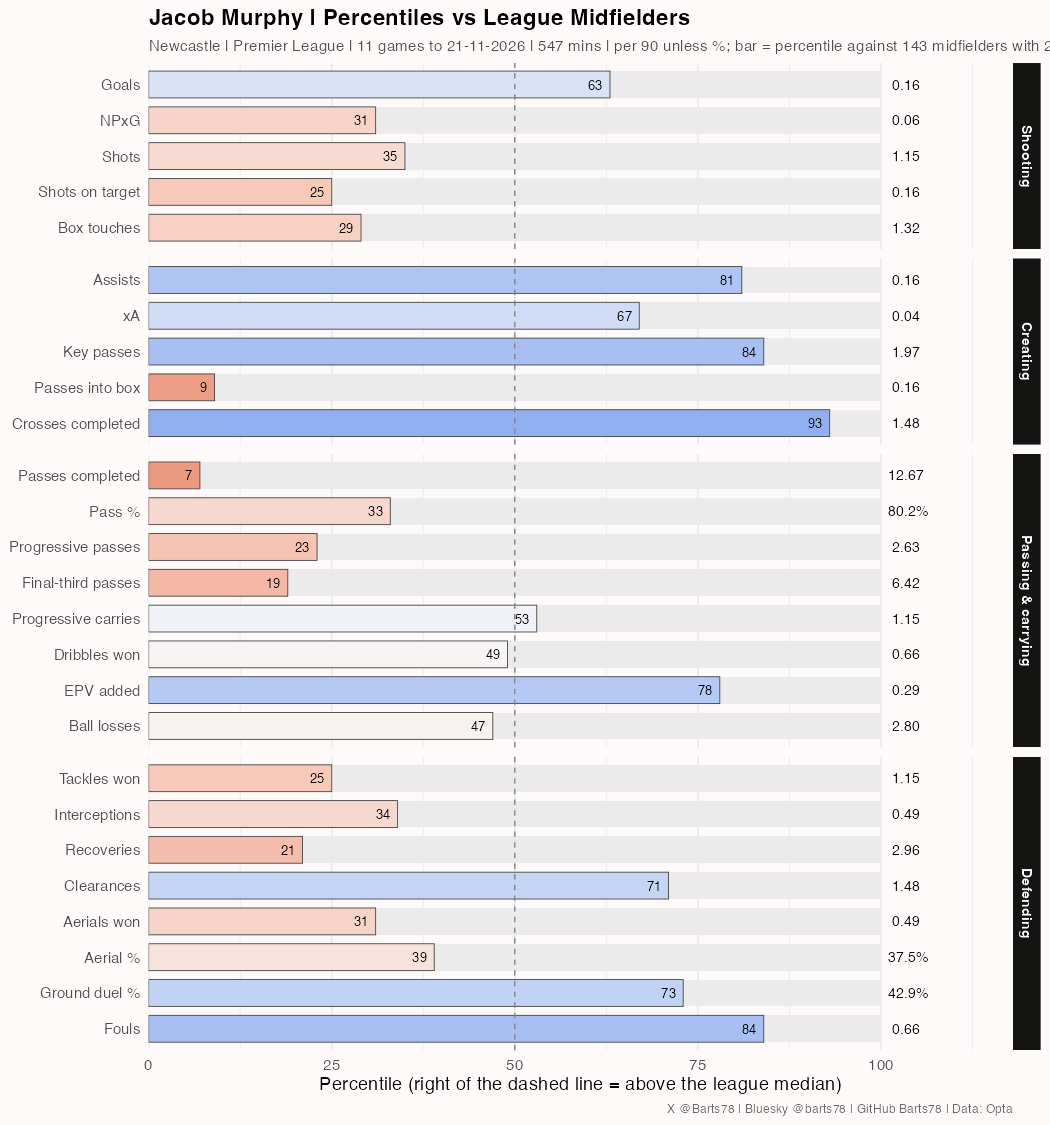 Jacob Murphy | Percentiles vs League Midfielders
Newcastle | Premier League | 11 games to 21-11-2026 | 547 mins | per 90 unless %; bar = percentile against 143 midfielders with 2
Goals 63 0.16
NPxG 31 0.06
Shots 35 1.15
Shots on target 25 0.16
Box touches 29 1.32
Shooting
Assists 81 0.16
xA 67 0.04
Key passes 84 1.97
Passes into box 9 0.16
Crosses completed 93 1.48
Creating
Passes completed 7 12.67
Pass % 33 80.2%
Progressive passes 23 2.63
Final-third passes 19 6.42
Progressive carries 53 1.15
Dribbles won 49 0.66
EPV added 78 0.29
Ball losses 47 2.80
Passing & carrying
Tackles won 25 1.15
Interceptions 34 0.49
Recoveries 21 2.96
Clearances 71 1.48
Aerials won 31 0.49
Aerial % 39 37.5%
Ground duel % 73 42.9%
Fouls 84 0.66
Defending
0 25 50 75 100
Percentile (right of the dashed line = above the league median)
X @Barts78 | Bluesky @barts78 | GitHub Barts78 | Data: Opta